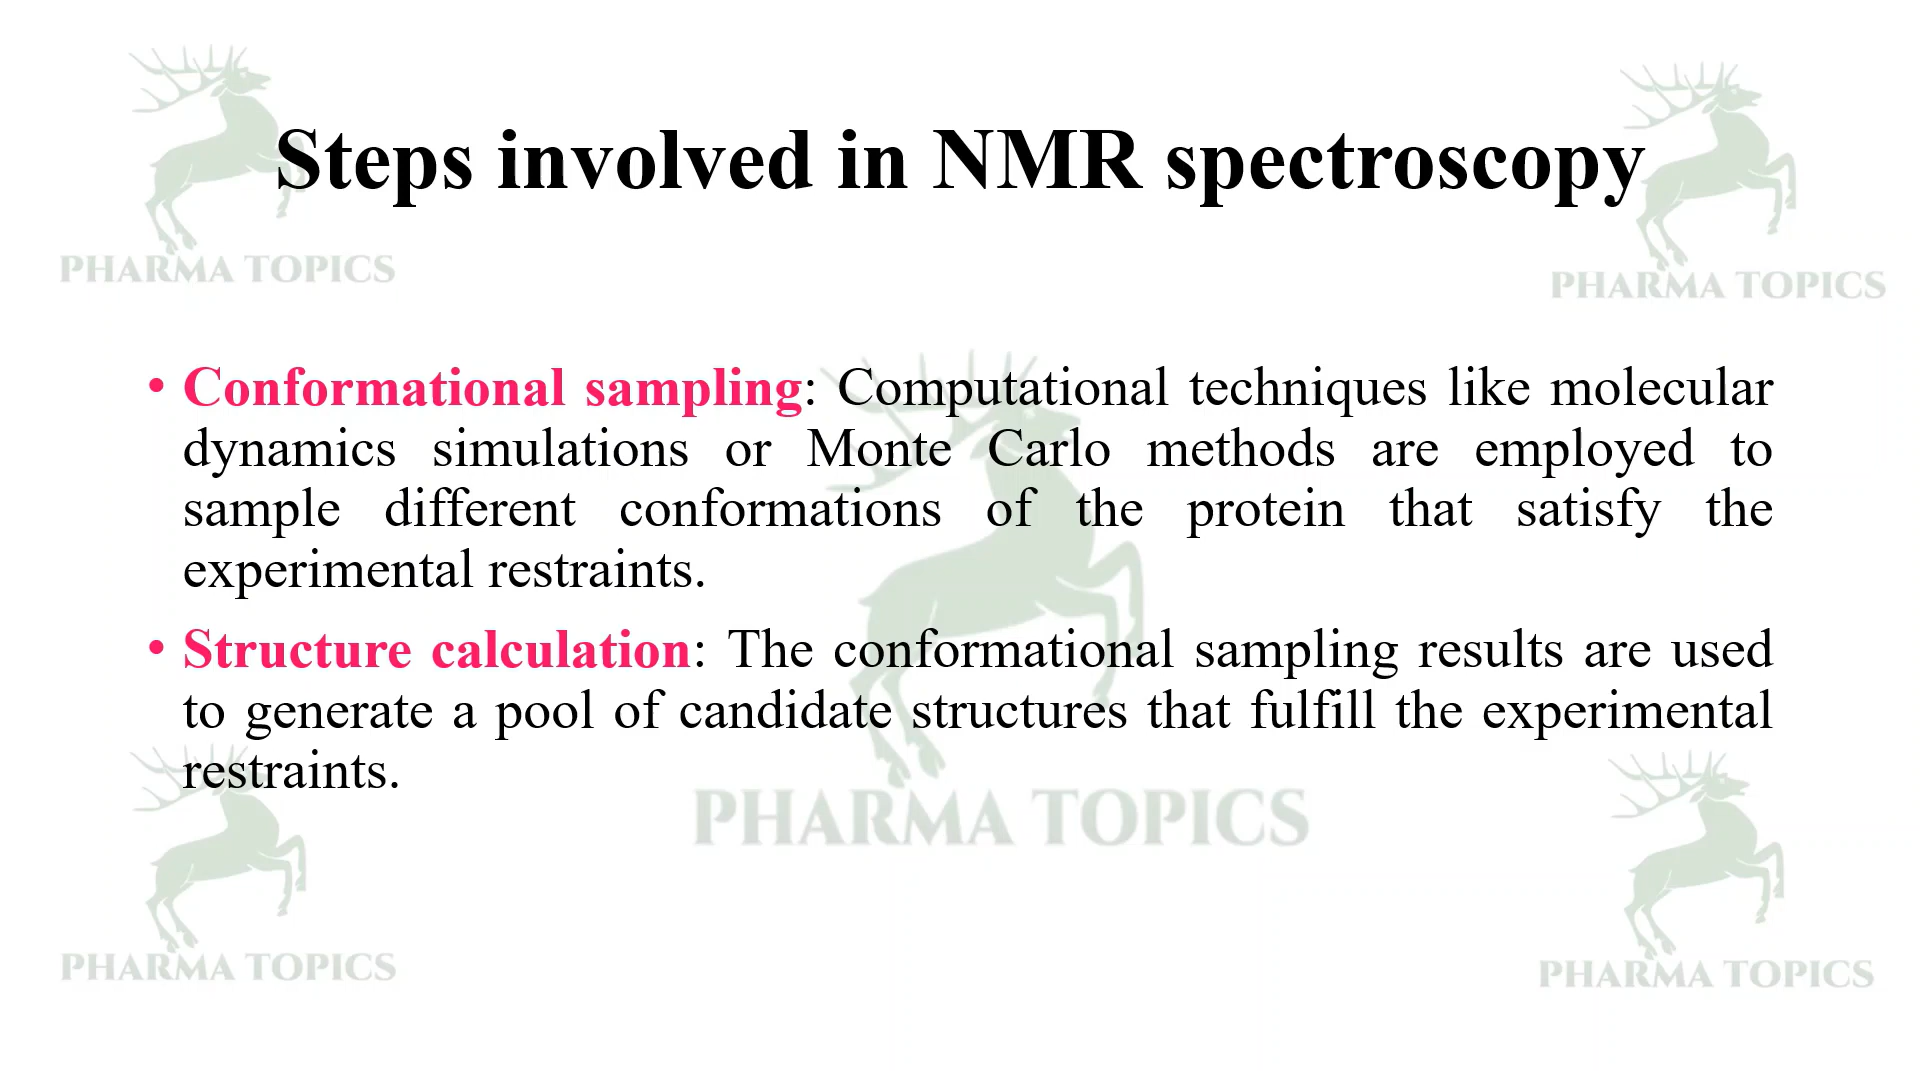 Steps involved in NMR spectroscopy
PHARMA TOPICS
PHARMA TOPICS
• Conformational sampling: Computational techniques like molecular
dynamics simulations or Monte Carlo methods are employed to
sample different conformations of the protein that satisfy the
experimental restraints.
• Structure calculation: The conformational sampling results are used
to generate a pool of candidate structures that fulfill the experimental
restraints.
PHARMA TOPICS
PHARMA TOPICS
PHARMA TOPICS